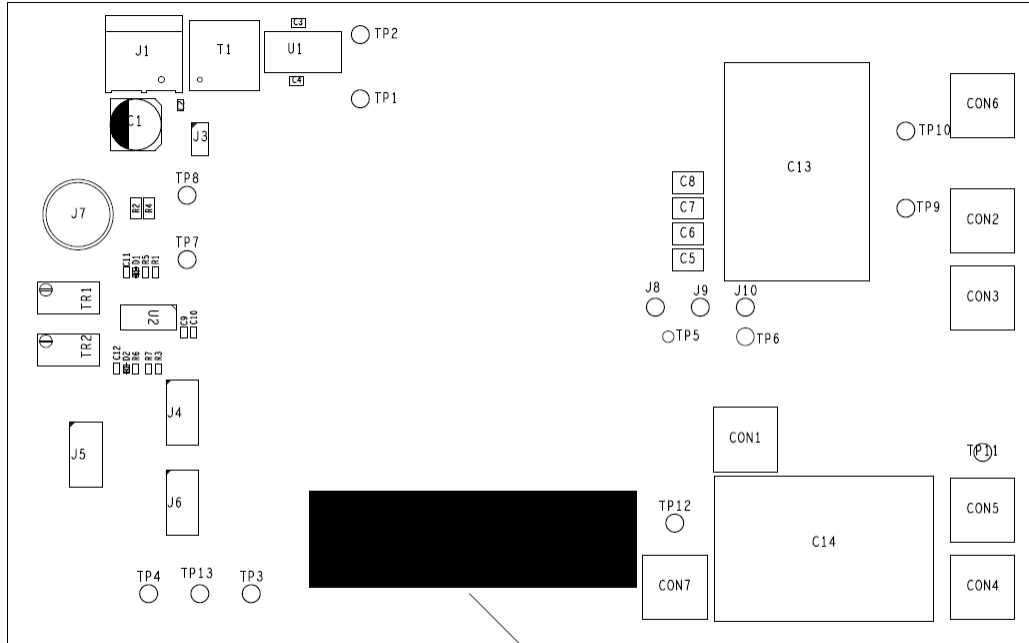 C3
TP2
J1
T1
U1
C4
TP1
C1
J3
CON6
TP10
C13
TP8
C8
R2
R4
J7
C7
TP9
CON2
C6
TP7
C5
C11
D1
R5
R1
J8
J9
J10
CON3
TR1
U2
C9
C10
TP5
TP6
TR2
C12
D2
R6
R7
R3
J4
CON1
J5
TP11
J6
TP12
CON5
C14
TP4
TP13
TP3
CON7
CON4